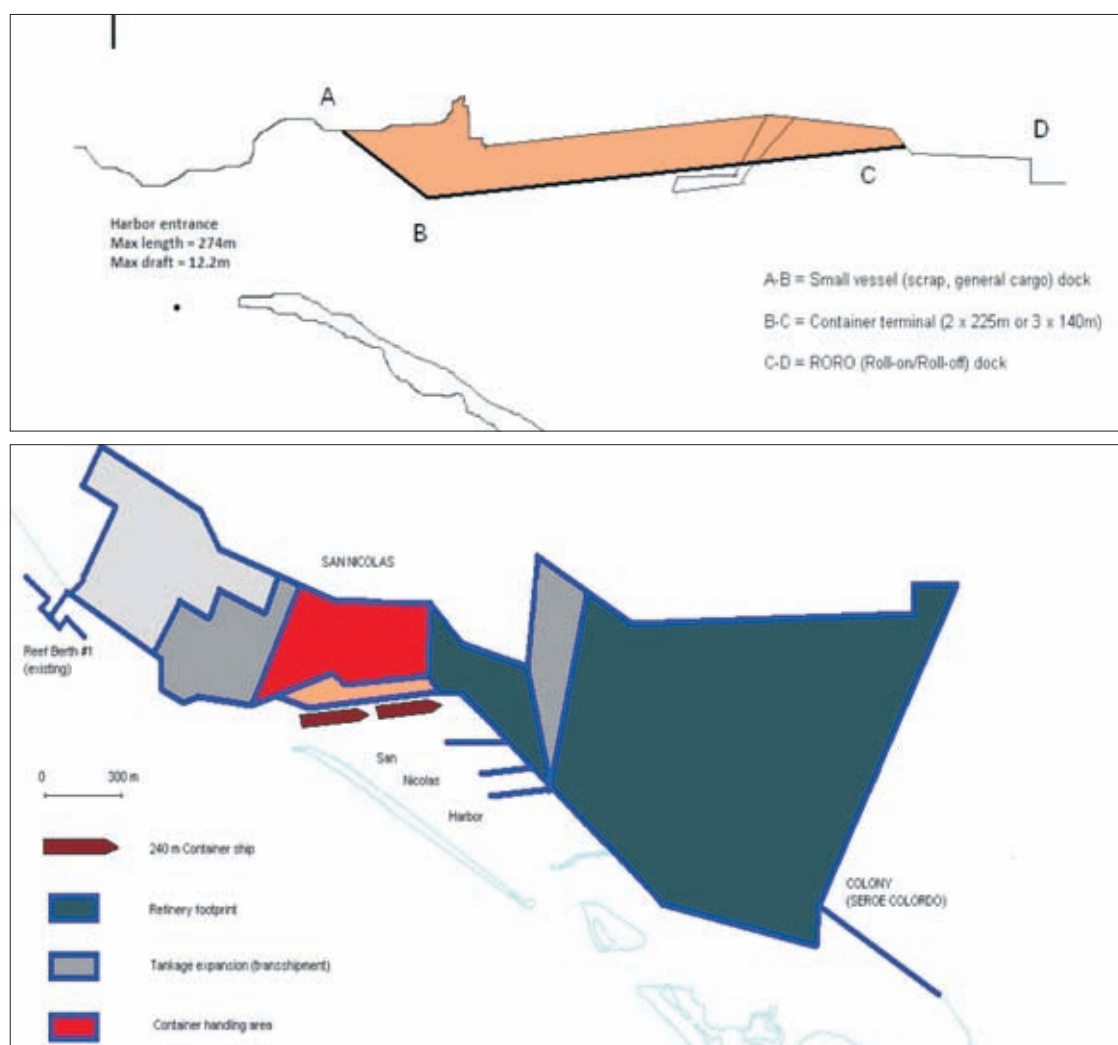 A
D
C
B
Harbor entrance
Max length = 274m
Max draft = 12.2m
A-B = Small vessel (scrap, general cargo) dock
B-C = Container terminal (2 x 225m or 3 x 140m)
C-D = RORO (Roll-on/Roll-off) dock
SAN NICOLAS
Reef Berth #1
(existing)
San
Nicolas
Harbor
0 300 m
240 m Container ship
Refinery footprint
Tankage expansion (transshipment)
Container handling area
COLONY
(SEROE COLORDO)